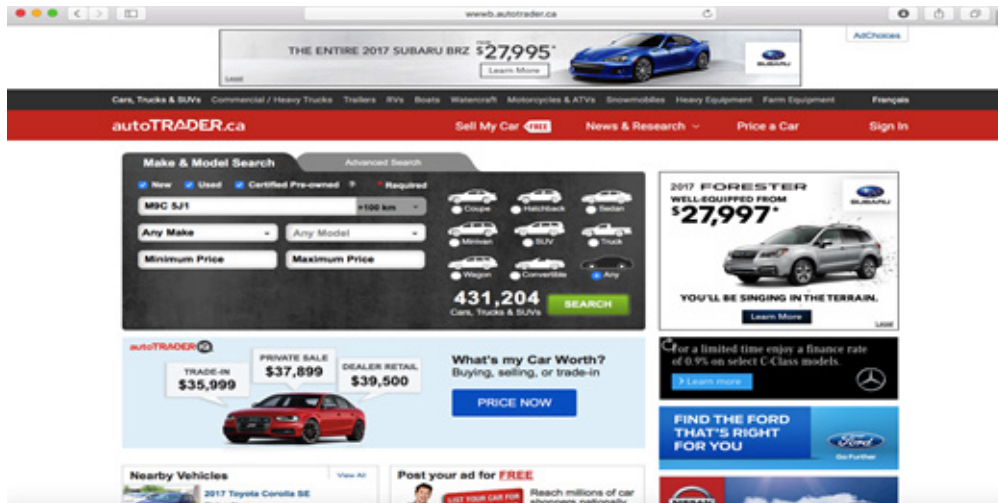 wwwb.autotrader.ca
AdChoices
THE ENTIRE 2017 SUBARU BRZ $27,995*
Learn More
Legal
SUBARU
Cars, Trucks & SUVs Commercial / Heavy Trucks Trailers RVs Boats Watercraft Motorcycles & ATVs Snowmobiles Heavy Equipment Farm Equipment Français
autoTRADER.ca Sell My Car FREE News & Research Price a Car Sign In
Make & Model Search Advanced Search
New Used Certified Pre-owned ? *Required
M9C 5J1 +100 km
Coupe Hatchback Sedan
Any Make Any Model
Minivan SUV Truck
Minimum Price Maximum Price
Wagon Convertible Any
431,204 SEARCH
Cars, Trucks & SUVs
2017 FORESTER
WELL-EQUIPPED FROM
$27,997*
SUBARU
YOU'LL BE SINGING IN THE TERRAIN.
Learn More
Legal
autoTRADER
TRADE-IN
$35,999
PRIVATE SALE
$37,899
DEALER RETAIL
$39,500
What's my Car Worth?
Buying, selling, or trade-in
PRICE NOW
For a limited time enjoy a finance rate
of 0.9% on select C-Class models.
> Learn more
FIND THE FORD
THAT'S RIGHT
FOR YOU
Ford
Go Further
Nearby Vehicles View All
2017 Toyota Corolla SE
Post your ad for FREE
LIST YOUR CAR FOR
Reach millions of car
shoppers nationally
NISSAN